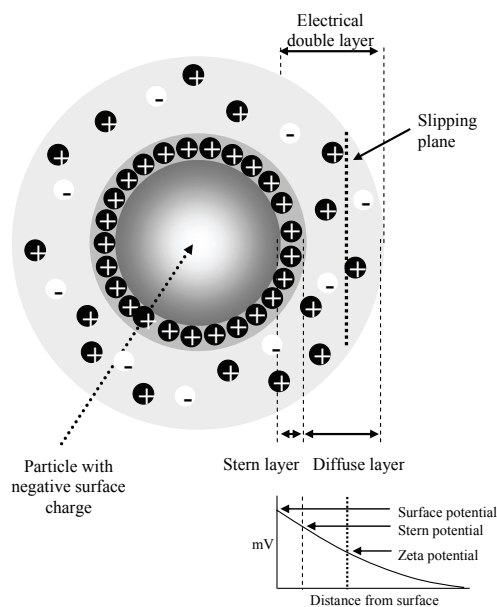 Electrical
double layer
Slipping
plane
Stern layer
Diffuse layer
Particle with
negative surface
charge
mV
Surface potential
Stern potential
Zeta potential
Distance from surface